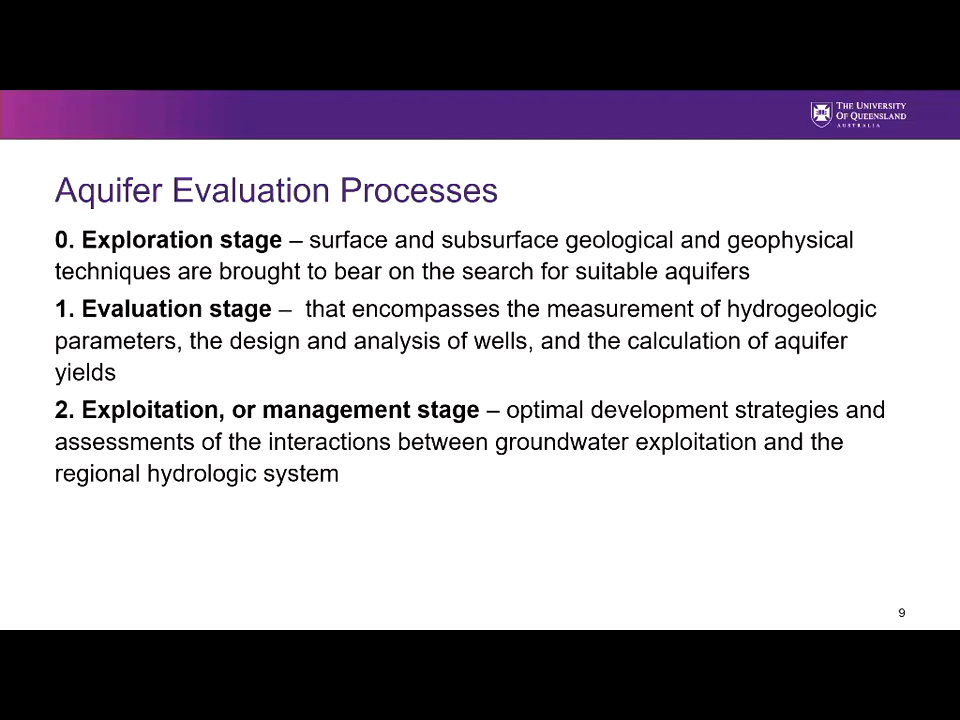 THE UNIVERSITY
OF QUEENSLAND
AUSTRALIA
Aquifer Evaluation Processes
0. Exploration stage – surface and subsurface geological and geophysical
techniques are brought to bear on the search for suitable aquifers
1. Evaluation stage –  that encompasses the measurement of hydrogeologic
parameters, the design and analysis of wells, and the calculation of aquifer
yields
2. Exploitation, or management stage – optimal development strategies and
assessments of the interactions between groundwater exploitation and the
regional hydrologic system
9